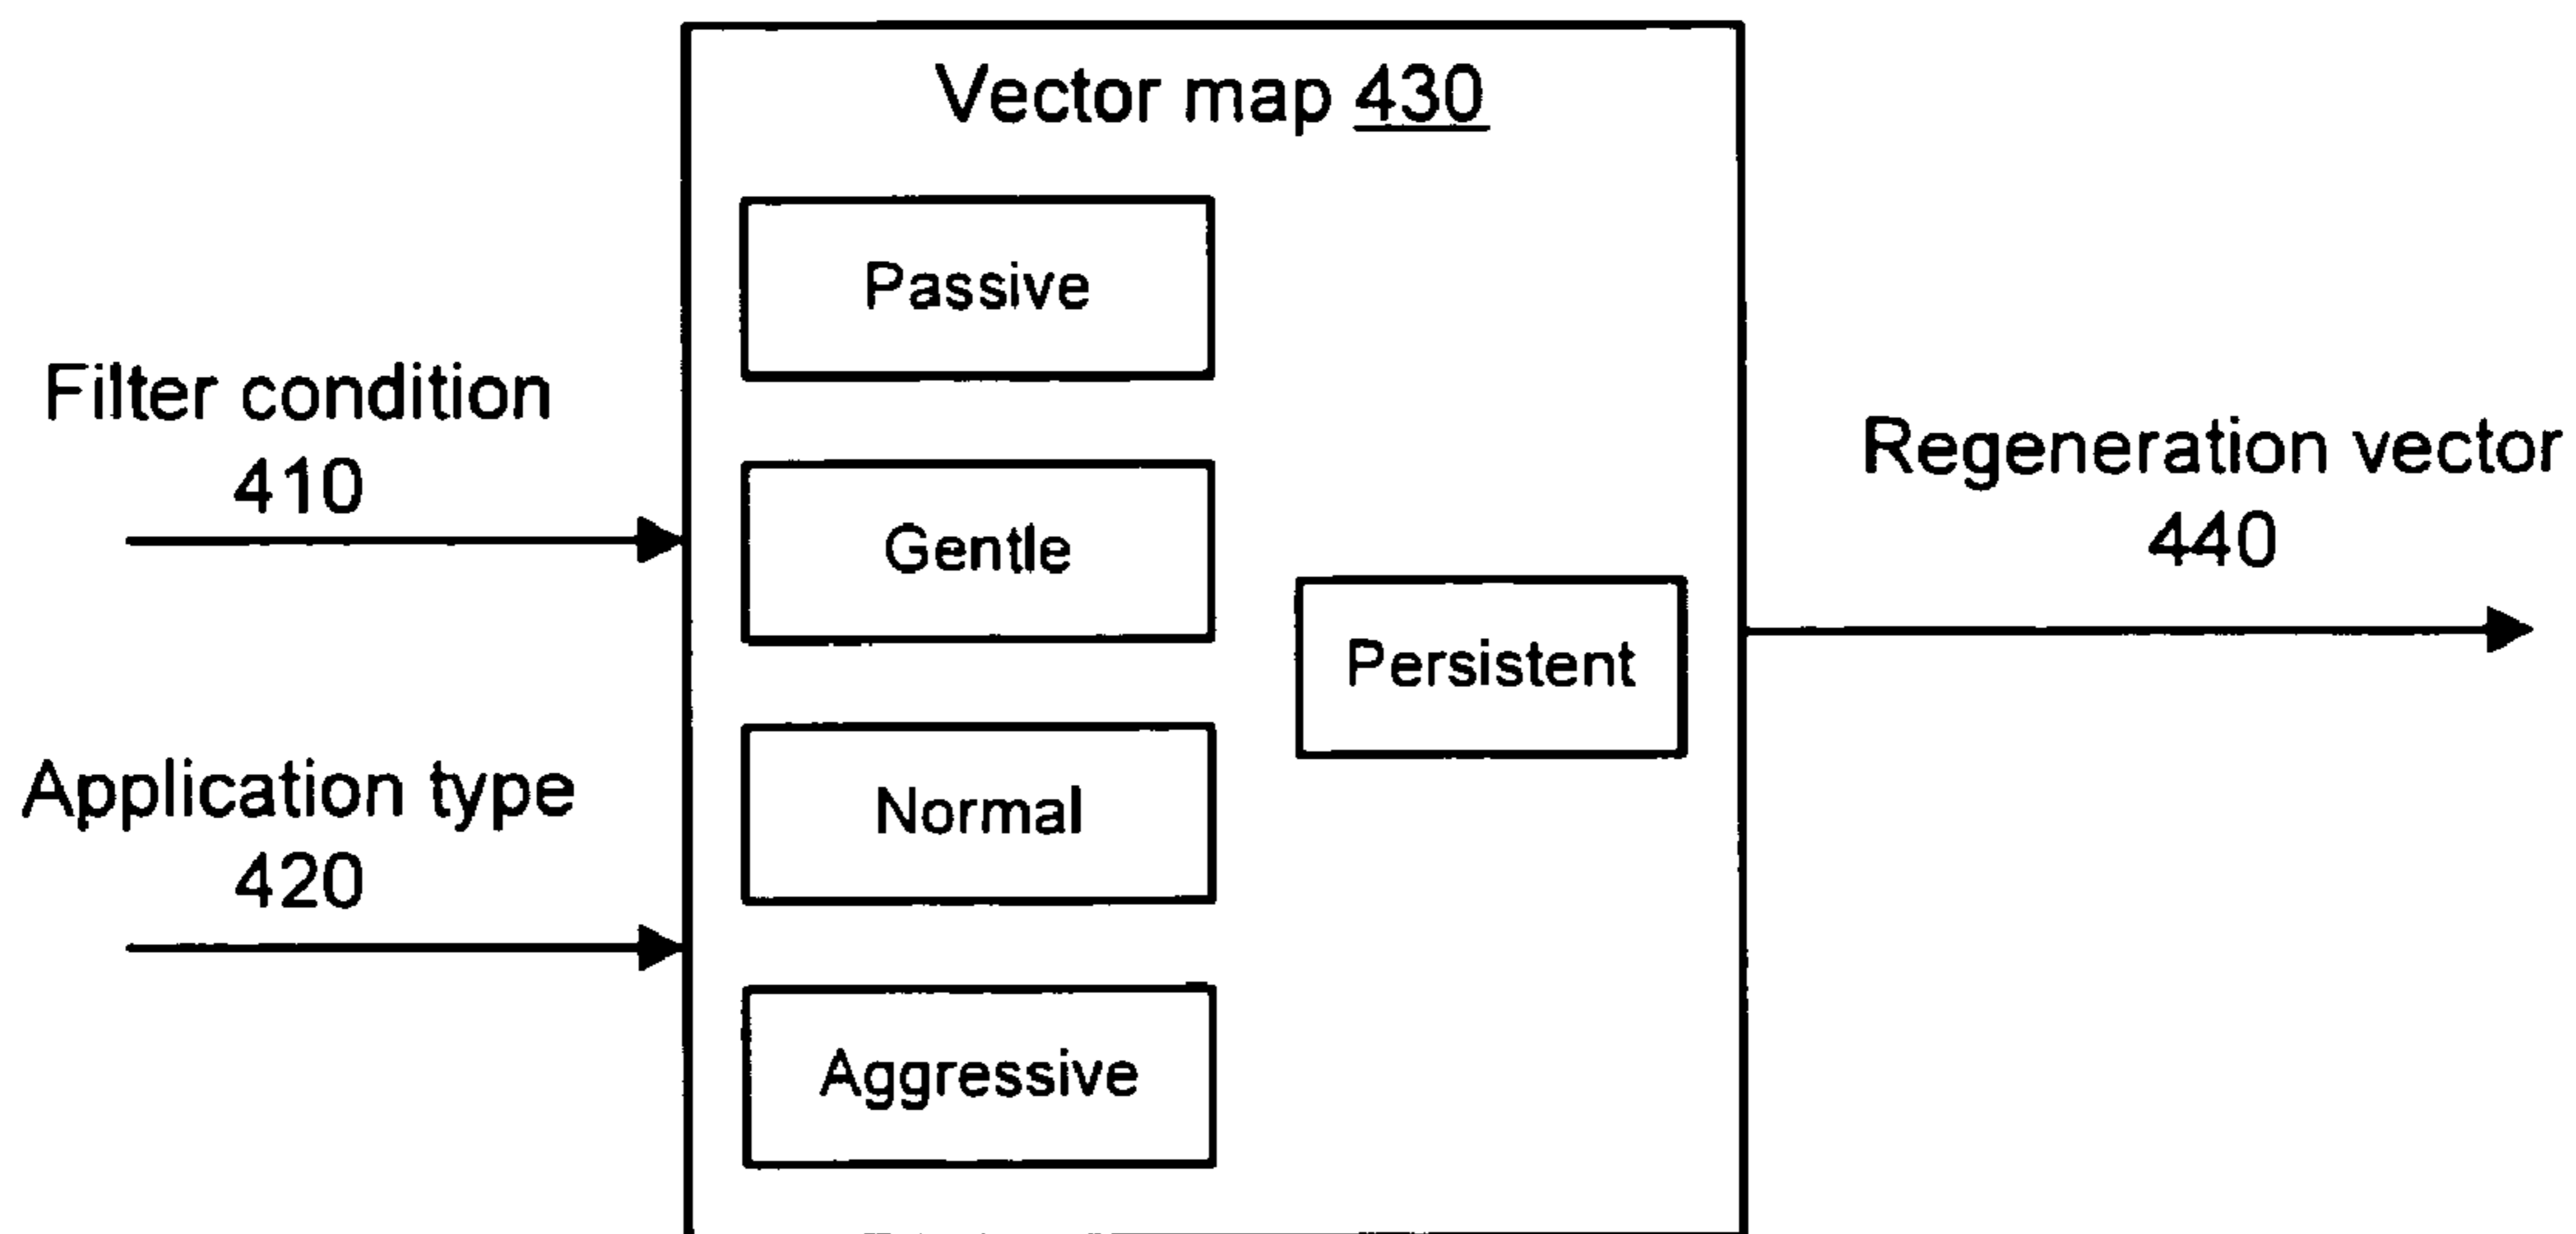 Vector map 430
Passive
Filter condition
410
Gentle
Regeneration vector
440
Persistent
Normal
Application type
420
Aggressive